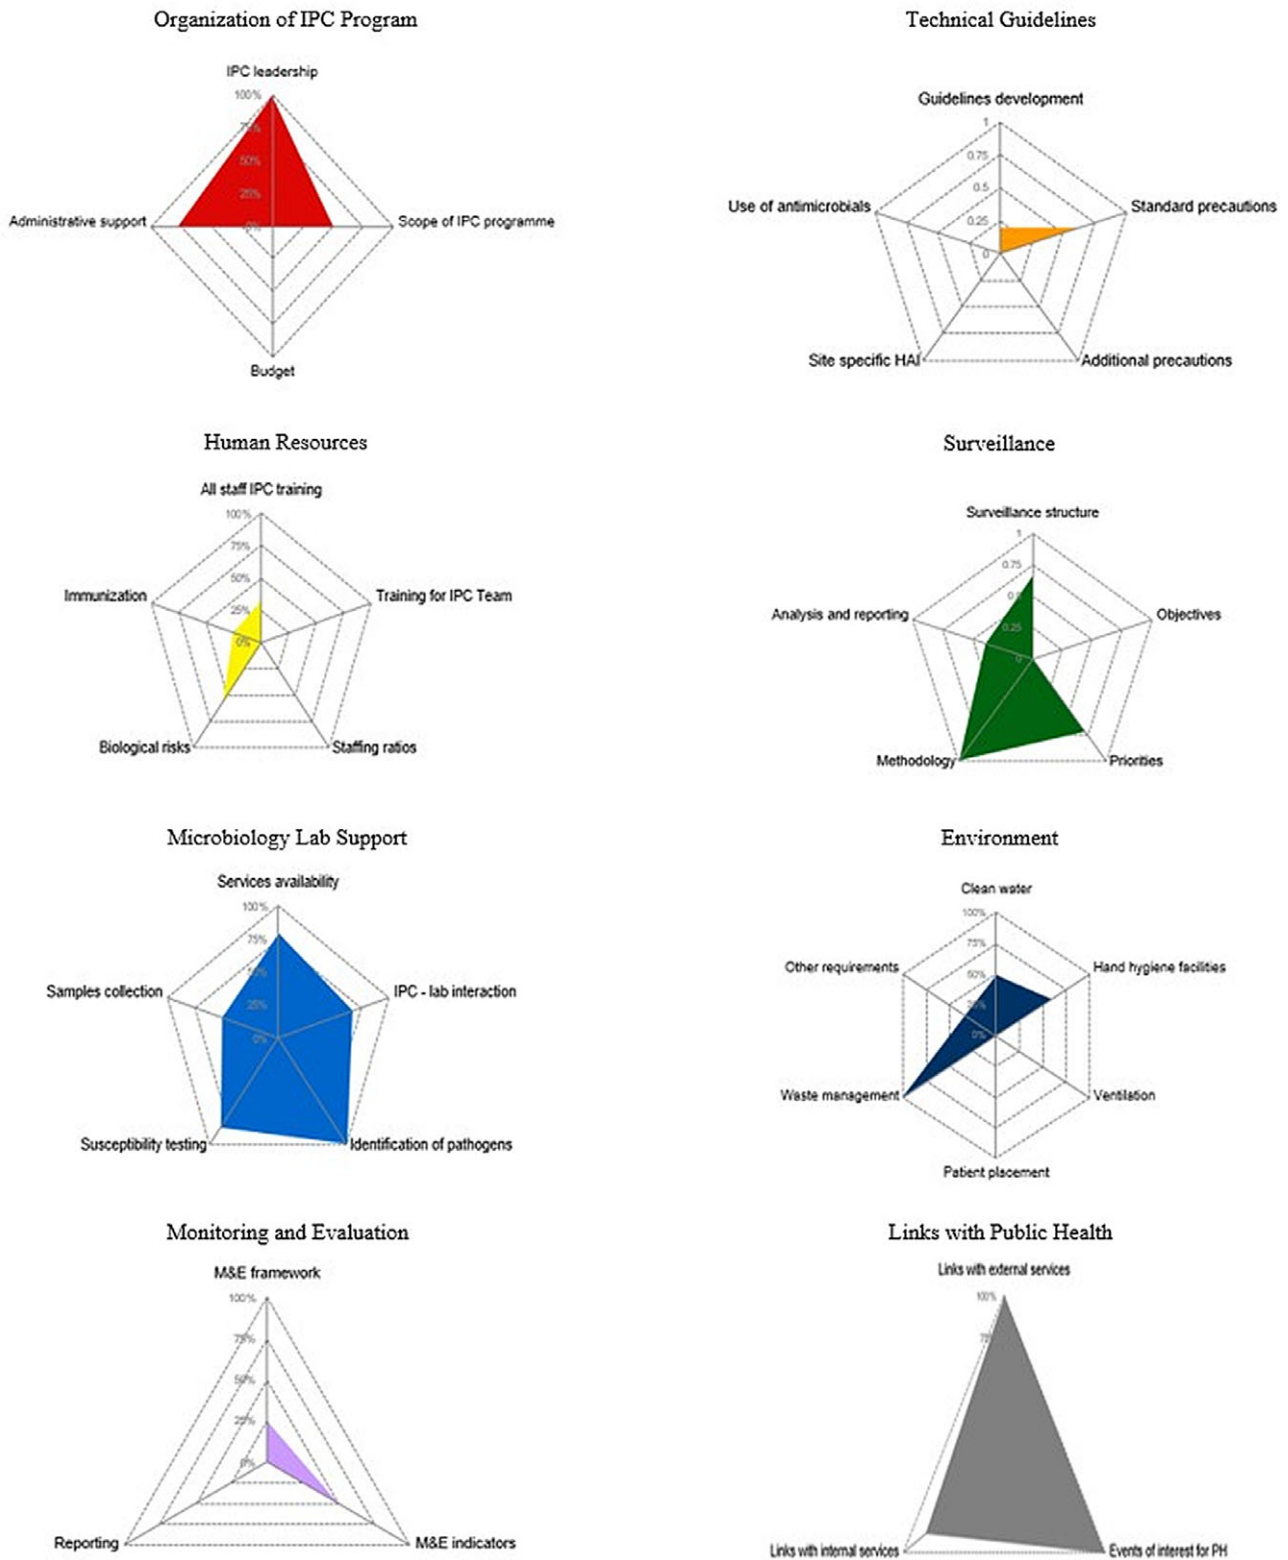 Organization of IPC Program
IPC leadership
100%
75%
50%
25%
0%
Administrative support
Scope of IPC programme
Budget
Technical Guidelines
Guidelines development
1
0.75
0.5
0.25
0
Use of antimicrobials
Standard precautions
Site specific HAI
Additional precautions
Human Resources
All staff IPC training
100%
75%
50%
25%
0%
Immunization
Training for IPC Team
Biological risks
Staffing ratios
Surveillance
Surveillance structure
1
0.75
0.25
0
Analysis and reporting
Objectives
Methodology
Priorities
Microbiology Lab Support
Services availability
100%
75%
50%
25%
0%
Samples collection
IPC - lab interaction
Susceptibility testing
Identification of pathogens
Environment
Clean water
100%
75%
50%
25%
0%
Other requirements
Hand hygiene facilities
Waste management
Ventilation
Patient placement
Monitoring and Evaluation
M&E framework
100%
75%
50%
25%
0%
Reporting
M&E indicators
Links with Public Health
Links with external services
100%
Links with internal services
Events of interest for PH